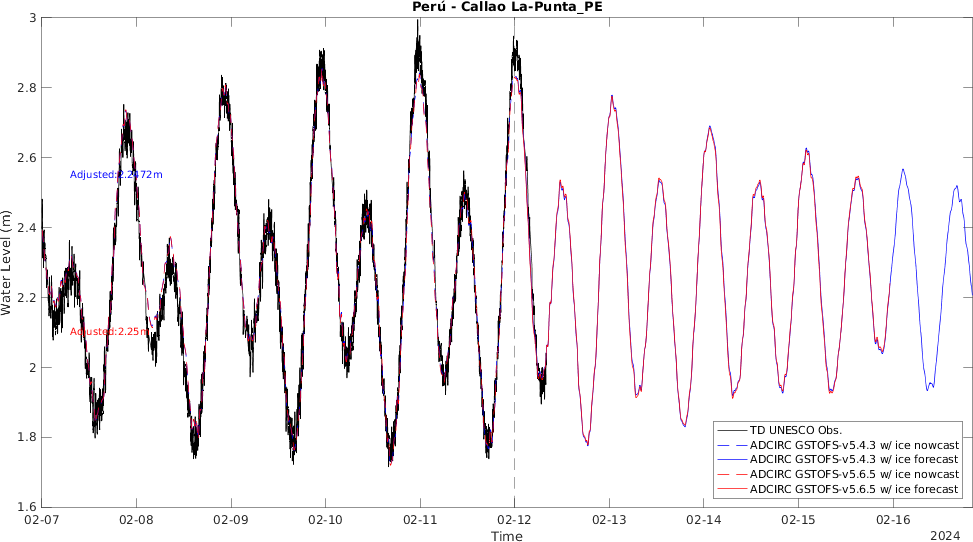 Perú - Callao La-Punta_PE
3
2.8
2.6
2.4
2.2
2
1.8
1.6
Water Level (m)
Adjusted:2.2472m
Adjusted:2.25m
TD UNESCO Obs.
ADCIRC GSTOFS-v5.4.3 w/ ice nowcast
ADCIRC GSTOFS-v5.4.3 w/ ice forecast
ADCIRC GSTOFS-v5.6.5 w/ ice nowcast
ADCIRC GSTOFS-v5.6.5 w/ ice forecast
02-07 02-08 02-09 02-10 02-11 02-12 02-13 02-14 02-15 02-16
Time
2024